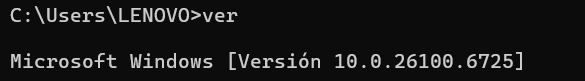 C:\Users\LENOVO>ver
Microsoft Windows [Versión 10.0.26100.6725]